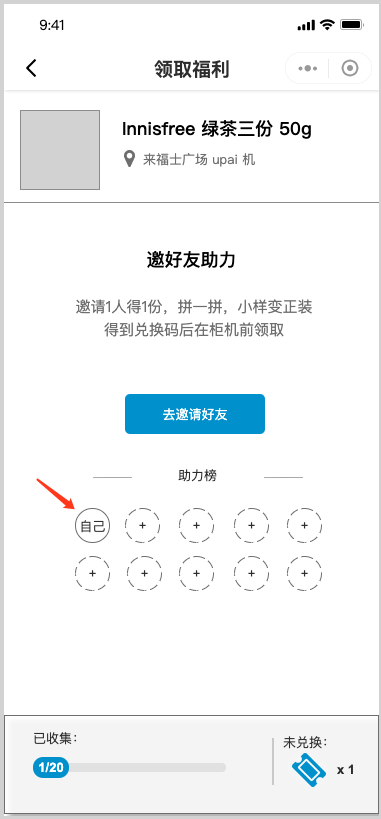 9:41
领取福利
Innisfree 绿茶三份 50g
来福士广场 upai 机
邀好友助力
邀请1人得1份，拼一拼，小样变正装
得到兑换码后在柜机前领取
去邀请好友
助力榜
自己 + + + +
+ + + + +
已收集：
1/20
未兑换：
x 1